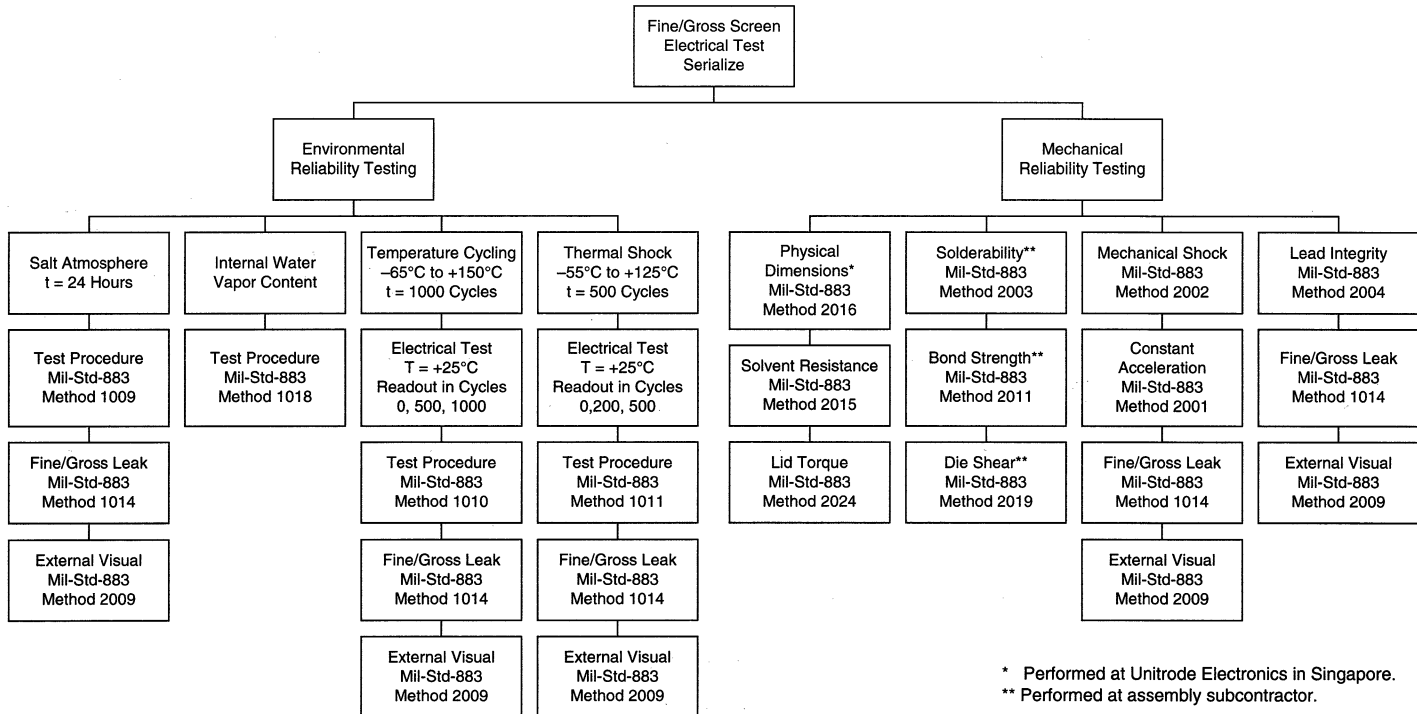 Fine/Gross Screen
Electrical Test
Serialize
Environmental
Reliability Testing
Mechanical
Reliability Testing
Salt Atmosphere
t = 24 Hours
Test Procedure
Mil-Std-883
Method 1009
Fine/Gross Leak
Mil-Std-883
Method 1014
External Visual
Mil-Std-883
Method 2009
Internal Water
Vapor Content
Test Procedure
Mil-Std-883
Method 1018
Temperature Cycling
–65°C to +150°C
t = 1000 Cycles
Electrical Test
T = +25°C
Readout in Cycles
0, 500, 1000
Test Procedure
Mil-Std-883
Method 1010
Fine/Gross Leak
Mil-Std-883
Method 1014
External Visual
Mil-Std-883
Method 2009
Thermal Shock
–55°C to +125°C
t = 500 Cycles
Electrical Test
T = +25°C
Readout in Cycles
0,200, 500
Test Procedure
Mil-Std-883
Method 1011
Fine/Gross Leak
Mil-Std-883
Method 1014
External Visual
Mil-Std-883
Method 2009
Physical
Dimensions*
Mil-Std-883
Method 2016
Solvent Resistance
Mil-Std-883
Method 2015
Lid Torque
Mil-Std-883
Method 2024
Solderability**
Mil-Std-883
Method 2003
Bond Strength**
Mil-Std-883
Method 2011
Die Shear**
Mil-Std-883
Method 2019
Mechanical Shock
Mil-Std-883
Method 2002
Constant
Acceleration
Mil-Std-883
Method 2001
Fine/Gross Leak
Mil-Std-883
Method 1014
External Visual
Mil-Std-883
Method 2009
Lead Integrity
Mil-Std-883
Method 2004
Fine/Gross Leak
Mil-Std-883
Method 1014
External Visual
Mil-Std-883
Method 2009
* Performed at Unitrode Electronics in Singapore.
** Performed at assembly subcontractor.